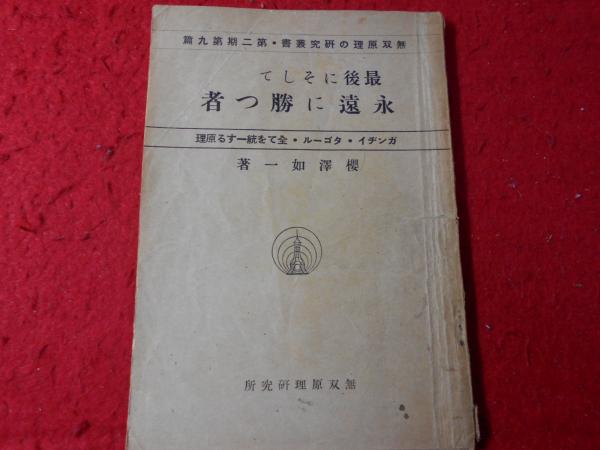 無双原理の研究叢書・第二期第九篇
最後にそして
永遠に勝つ者
ガンヂイ・タゴール・全てを統一する原理
櫻澤如一著
無双原理研究所